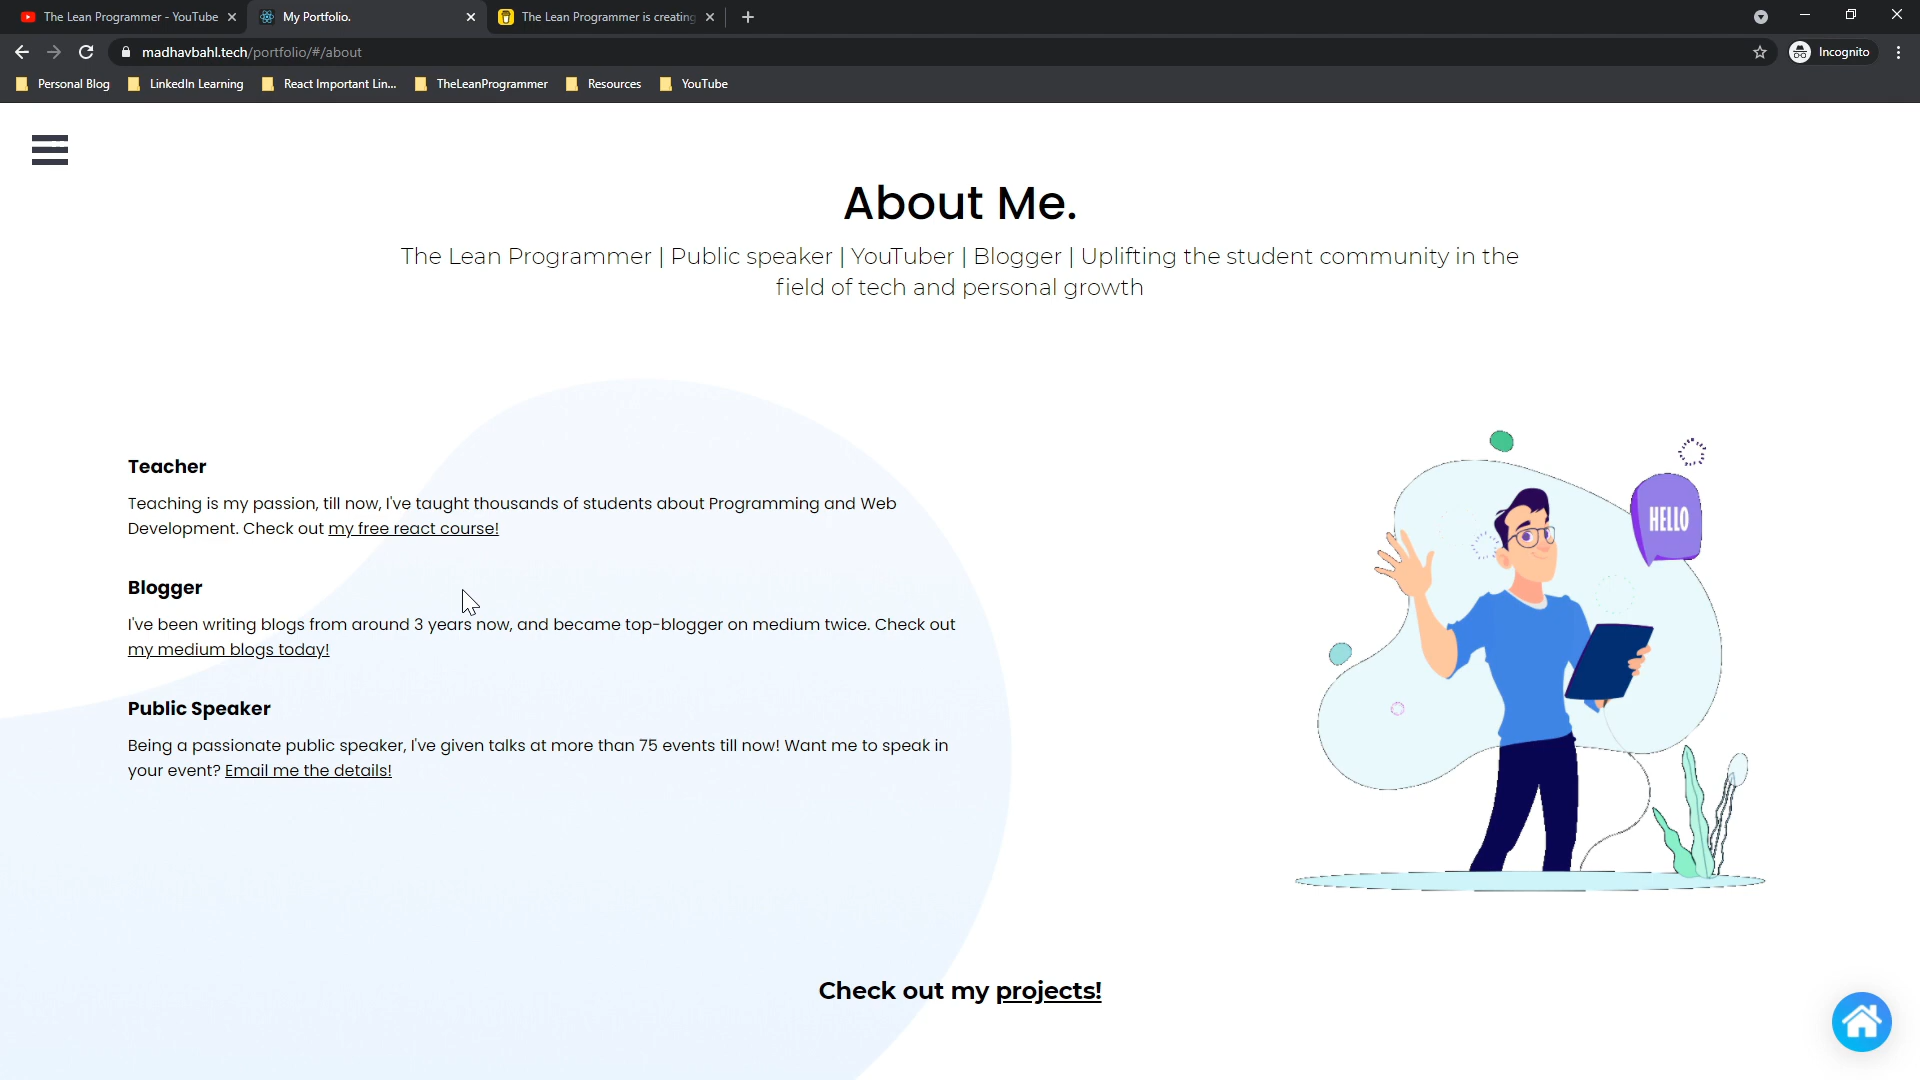 The Lean Programmer - YouTube
My Portfolio.
The Lean Programmer is creating
madhavbahl.tech/portfolio/#/about
Incognito
Personal Blog
LinkedIn Learning
React Important Lin...
TheLeanProgrammer
Resources
YouTube
About Me.
The Lean Programmer | Public speaker | YouTuber | Blogger | Uplifting the student community in the
field of tech and personal growth
Teacher
Teaching is my passion, till now, I've taught thousands of students about Programming and Web
Development. Check out my free react course!
Blogger
I've been writing blogs from around 3 years now, and became top-blogger on medium twice. Check out
my medium blogs today!
Public Speaker
Being a passionate public speaker, I've given talks at more than 75 events till now! Want me to speak in
your event? Email me the details!
HELLO
Check out my projects!